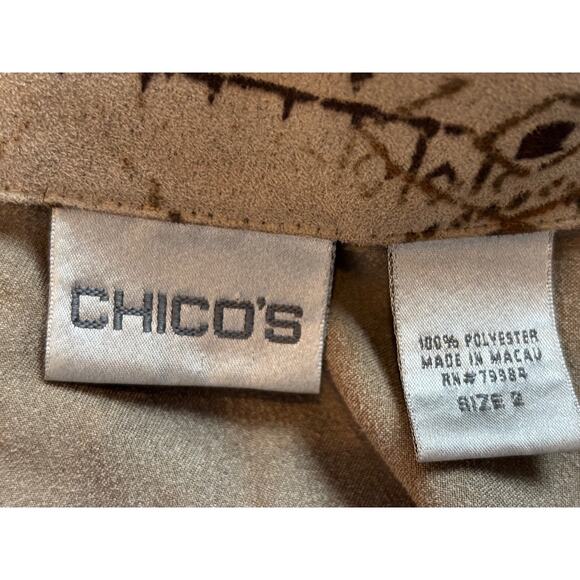 CHICO'S
100% POLYESTER
MADE IN MACAU
RN# 79984
SIZE 2